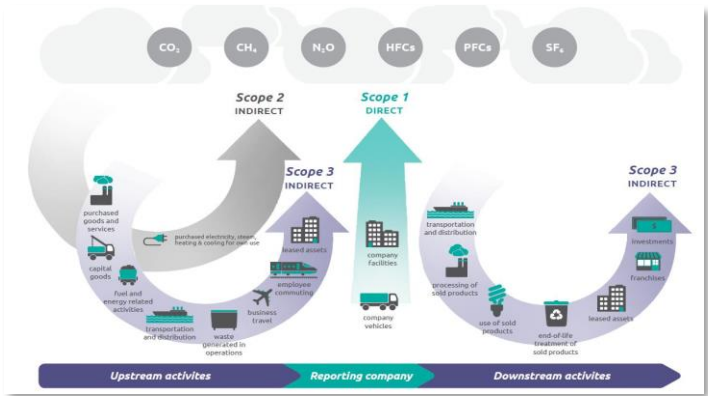 CO₂
CH₄
N₂O
HFCs
PFCs
SF₆
Scope 2
INDIRECT
Scope 1
DIRECT
Scope 3
INDIRECT
Scope 3
INDIRECT
purchased
goods and
services
capital
goods
fuel and
energy related
activities
transportation
and distribution
waste
generated in
operations
business
travel
employee
commuting
leased assets
purchased electricity, steam,
heating & cooling for own use
company
facilities
company
vehicles
transportation
and distribution
processing of
sold products
use of sold
products
end-of-life
treatment of
sold products
leased assets
franchises
investments
Upstream activites
Reporting company
Downstream activites